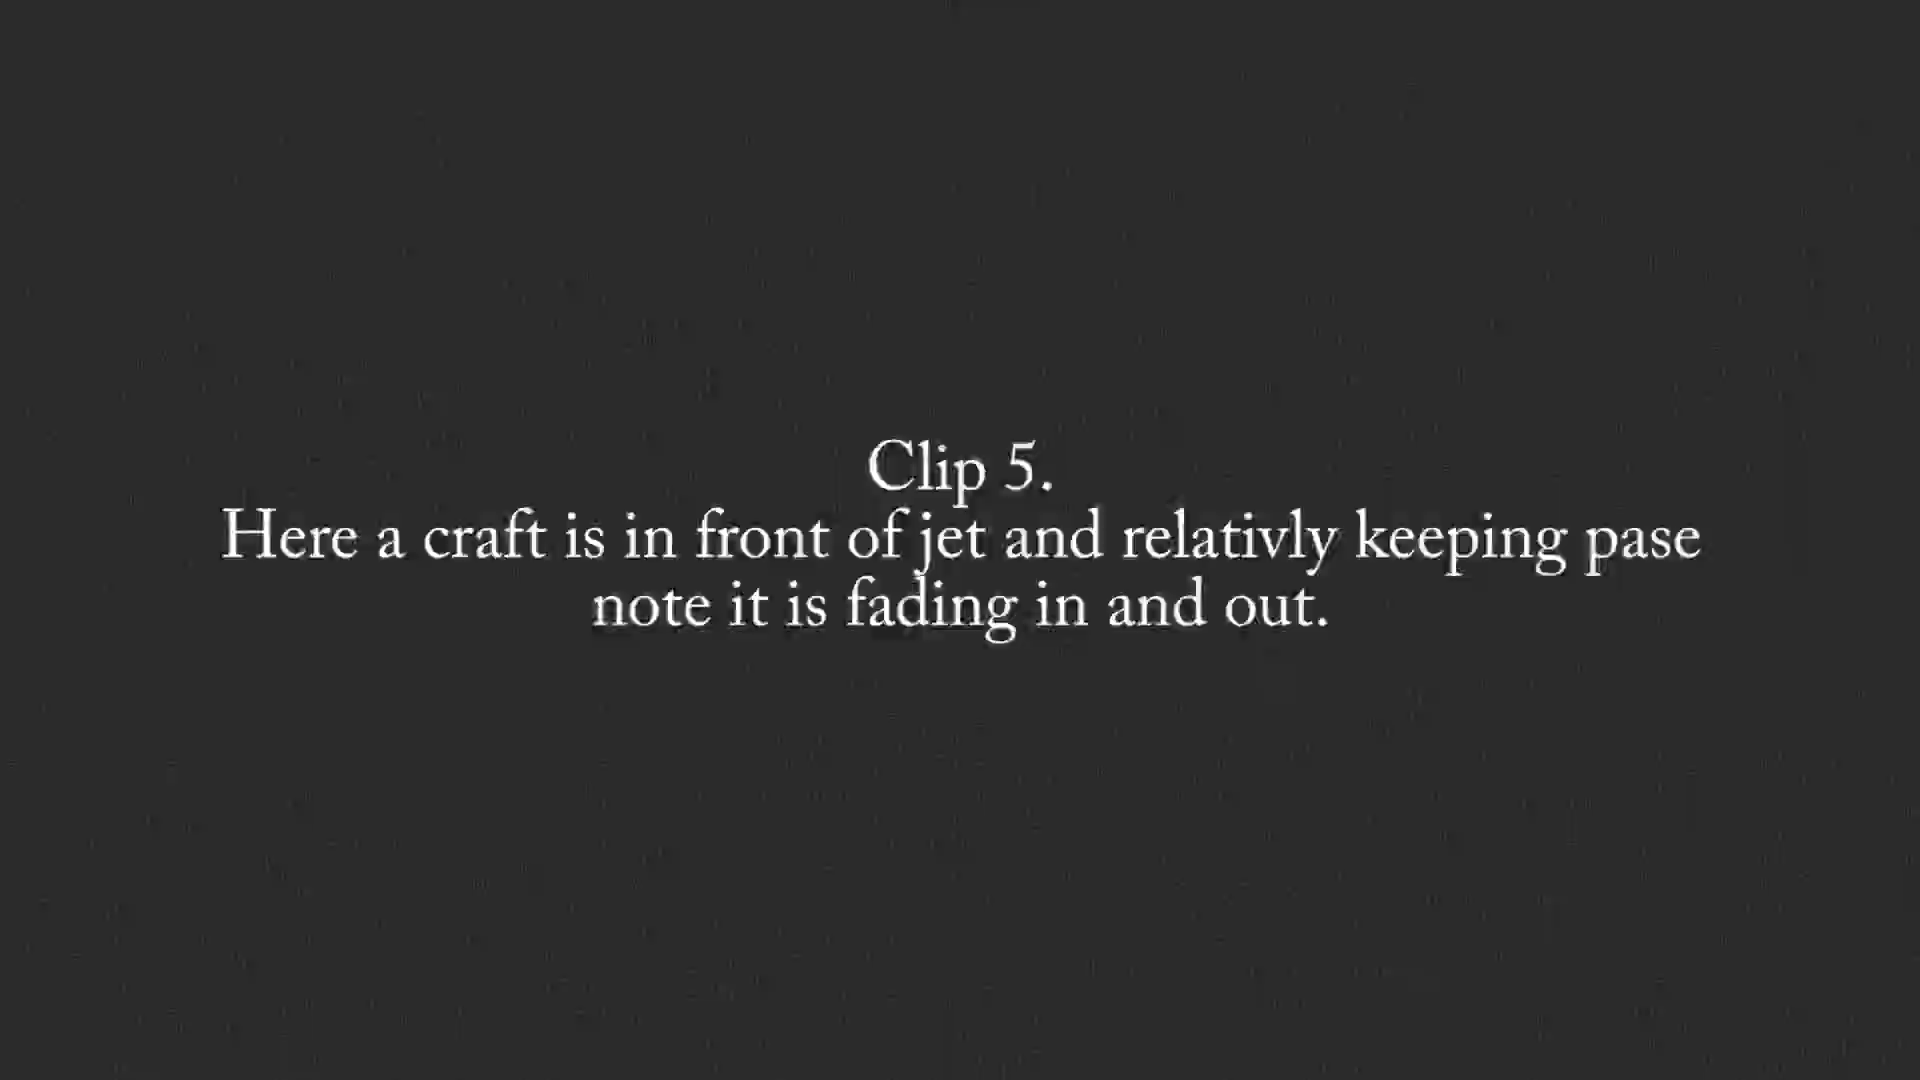 Clip 5.
Here a craft is in front of jet and relativly keeping pase
note it is fading in and out.